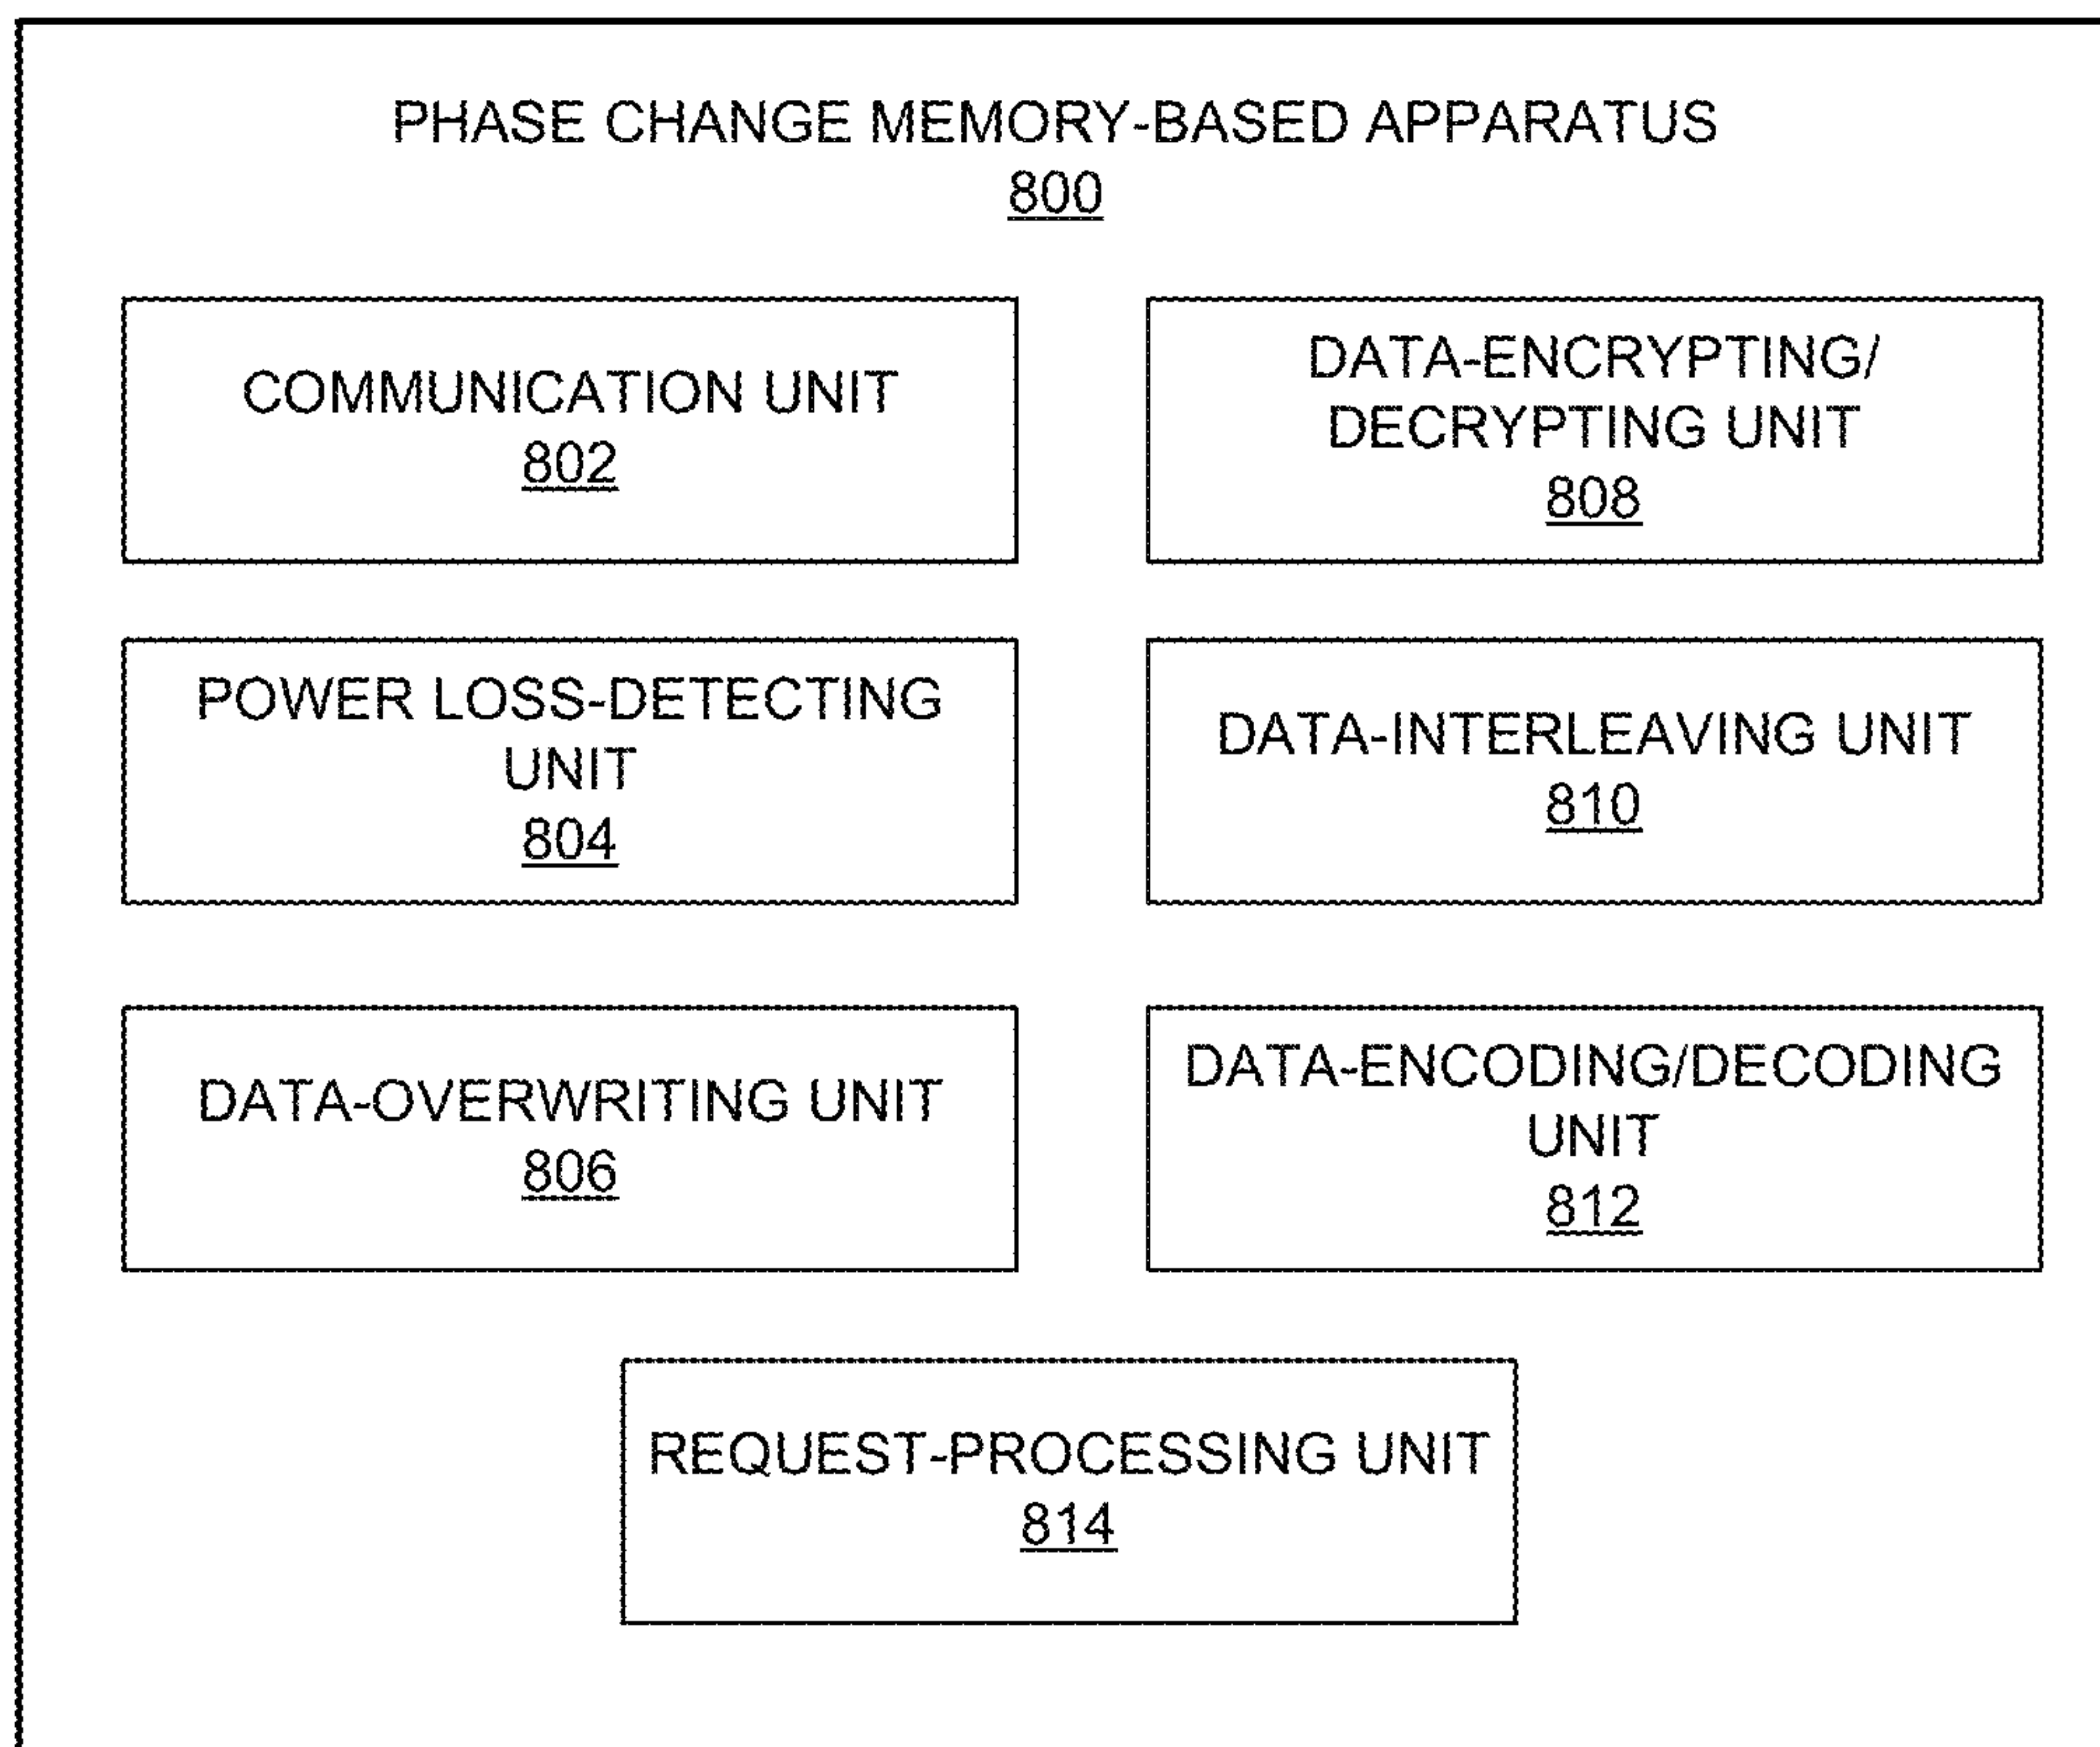 PHASE CHANGE MEMORY-BASED APPARATUS
800
COMMUNICATION UNIT
802
DATA-ENCRYPTING/
DECRYPTING UNIT
808
POWER LOSS-DETECTING
UNIT
804
DATA-INTERLEAVING UNIT
810
DATA-OVERWRITING UNIT
806
DATA-ENCODING/DECODING
UNIT
812
REQUEST-PROCESSING UNIT
814